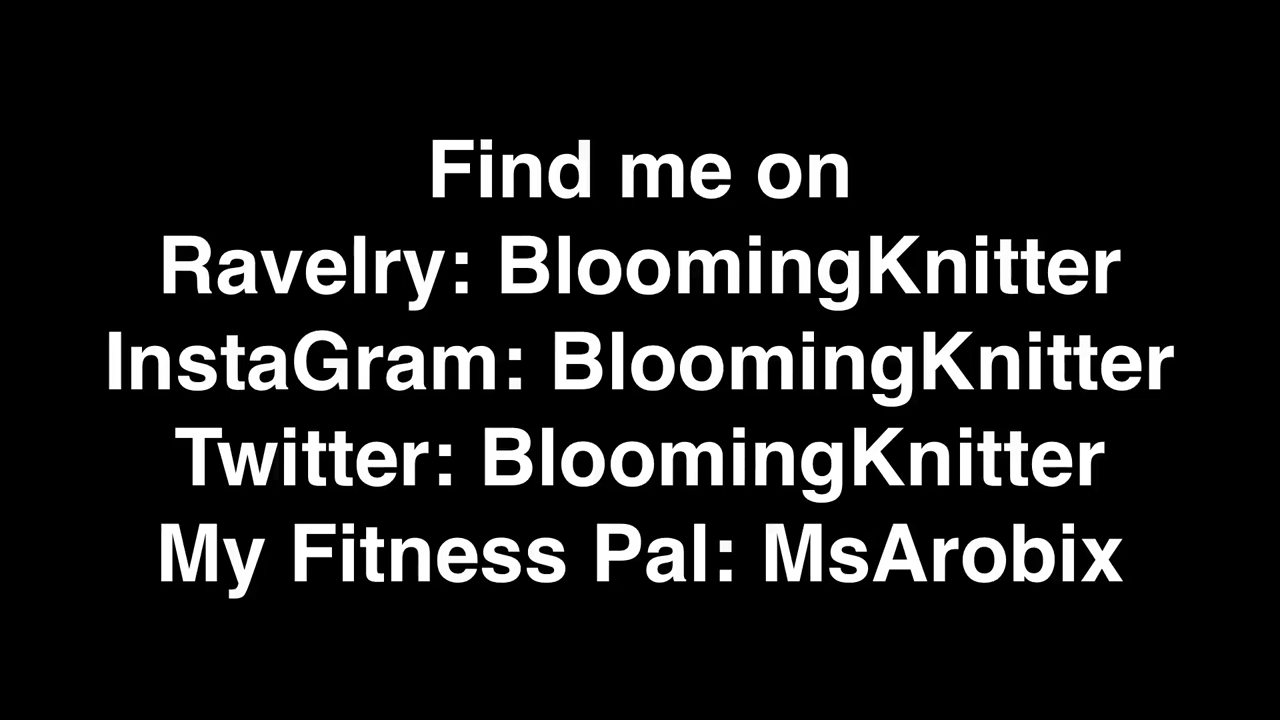 Find me on
Ravelry: BloomingKnitter
InstaGram: BloomingKnitter
Twitter: BloomingKnitter
My Fitness Pal: MsArobix